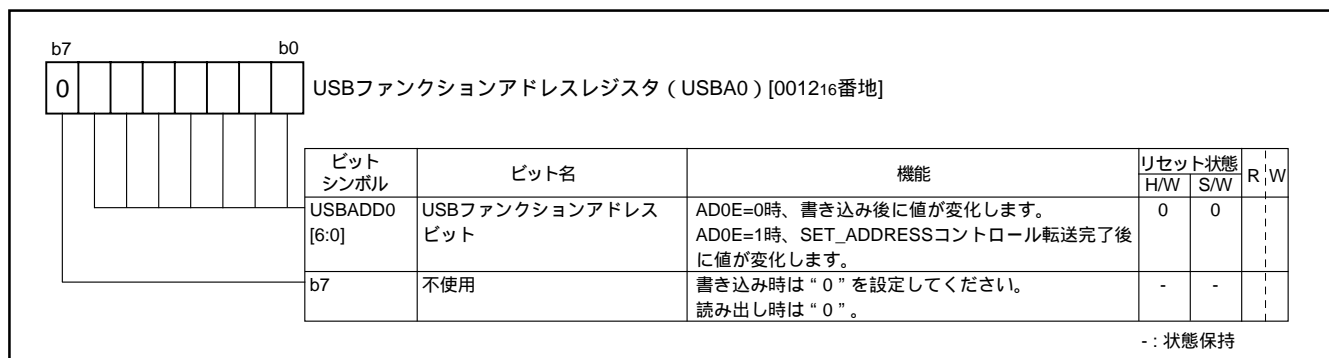 b7 b0
0
USBファンクションアドレスレジスタ(USBA0)[001216番地]
ビット
シンボル
ビット名
機能
リセット状態
H/W S/W
R W
USBADD0
[6:0]
USBファンクションアドレス
ビット
AD0E=0時、書き込み後に値が変化します。
AD0E=1時、SET_ADDRESSコントロール転送完了後
に値が変化します。
0 0
b7
不使用
書き込み時は“0”を設定してください。
読み出し時は“0”。
- -
- : 状態保持